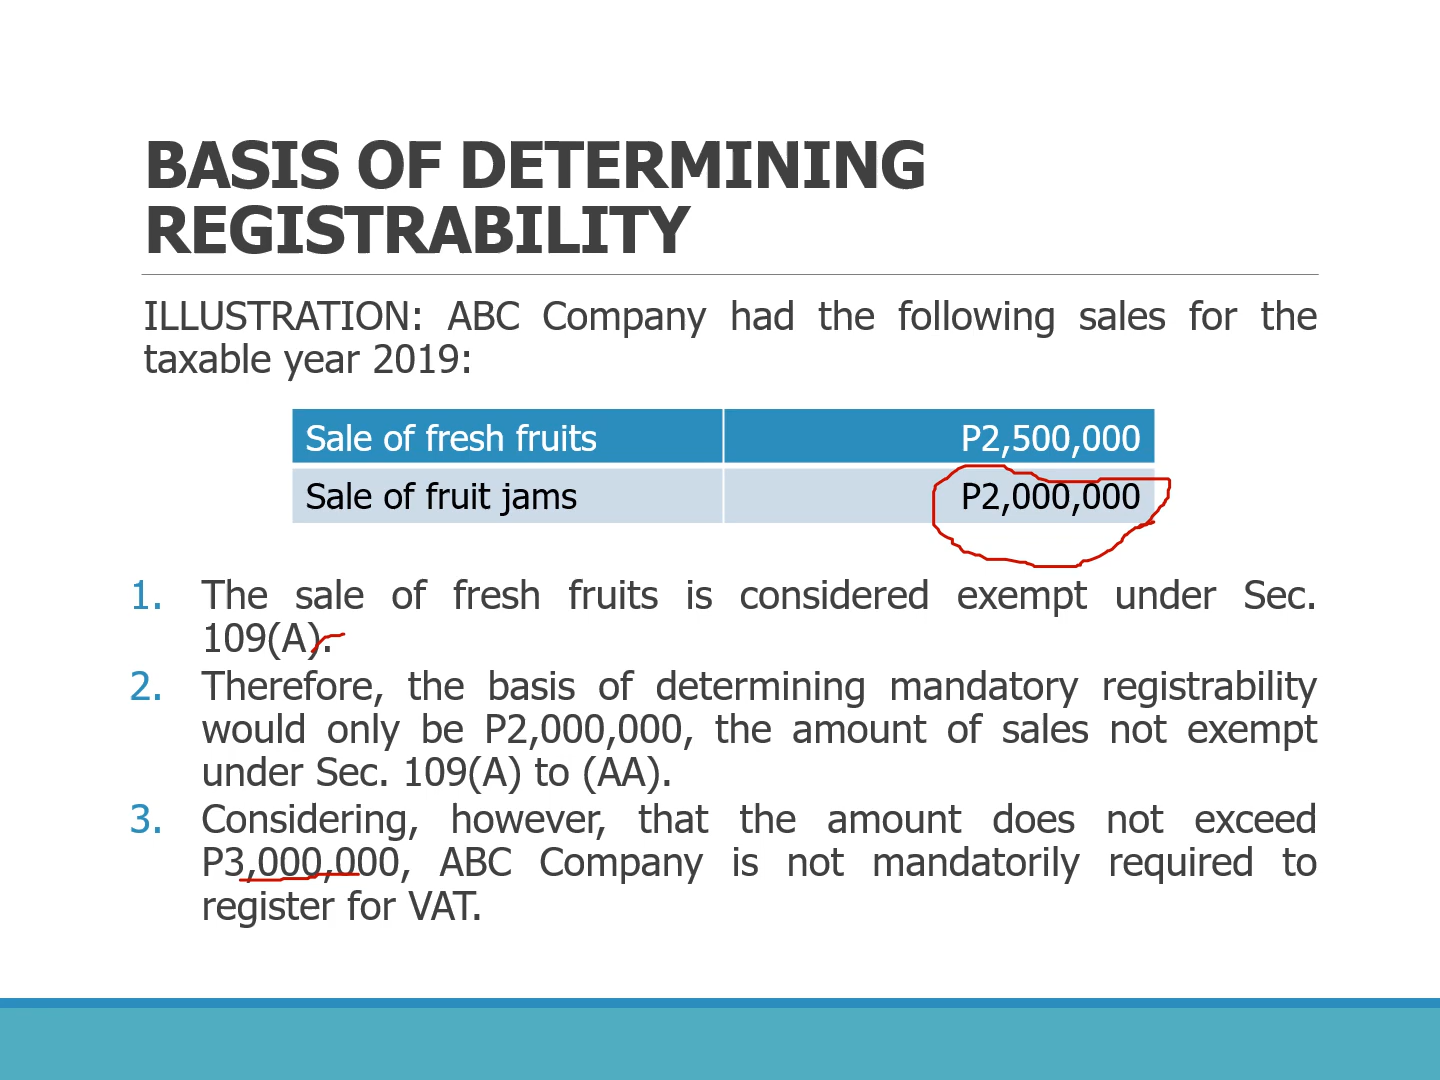 BASIS OF DETERMINING
REGISTRABILITY
ILLUSTRATION: ABC Company had the following sales for the
taxable year 2019:
Sale of fresh fruits P2,500,000
Sale of fruit jams P2,000,000
1. The sale of fresh fruits is considered exempt under Sec.
109(A).
2. Therefore, the basis of determining mandatory registrability
would only be P2,000,000, the amount of sales not exempt
under Sec. 109(A) to (AA).
3. Considering, however, that the amount does not exceed
P3,000,000, ABC Company is not mandatorily required to
register for VAT.